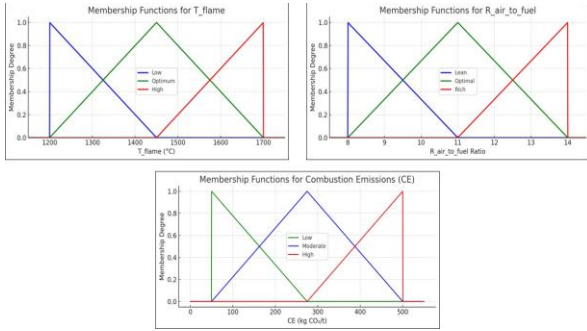 Membership Functions for T_flame
Membership Degree
1.0
0.8
0.6
0.4
0.2
0.0
Low
Optimum
High
1200
1300
1400
1500
1600
1700
T_flame (°C)
Membership Functions for R_air_to_fuel
Membership Degree
1.0
0.8
0.6
0.4
0.2
0.0
Lean
Optimal
Rich
8
9
10
11
12
13
14
R_air_to_fuel Ratio
Membership Functions for Combustion Emissions (CE)
Membership Degree
1.0
0.8
0.6
0.4
0.2
0.0
Low
Moderate
High
0
100
200
300
400
500
CE (kg CO₂/t)